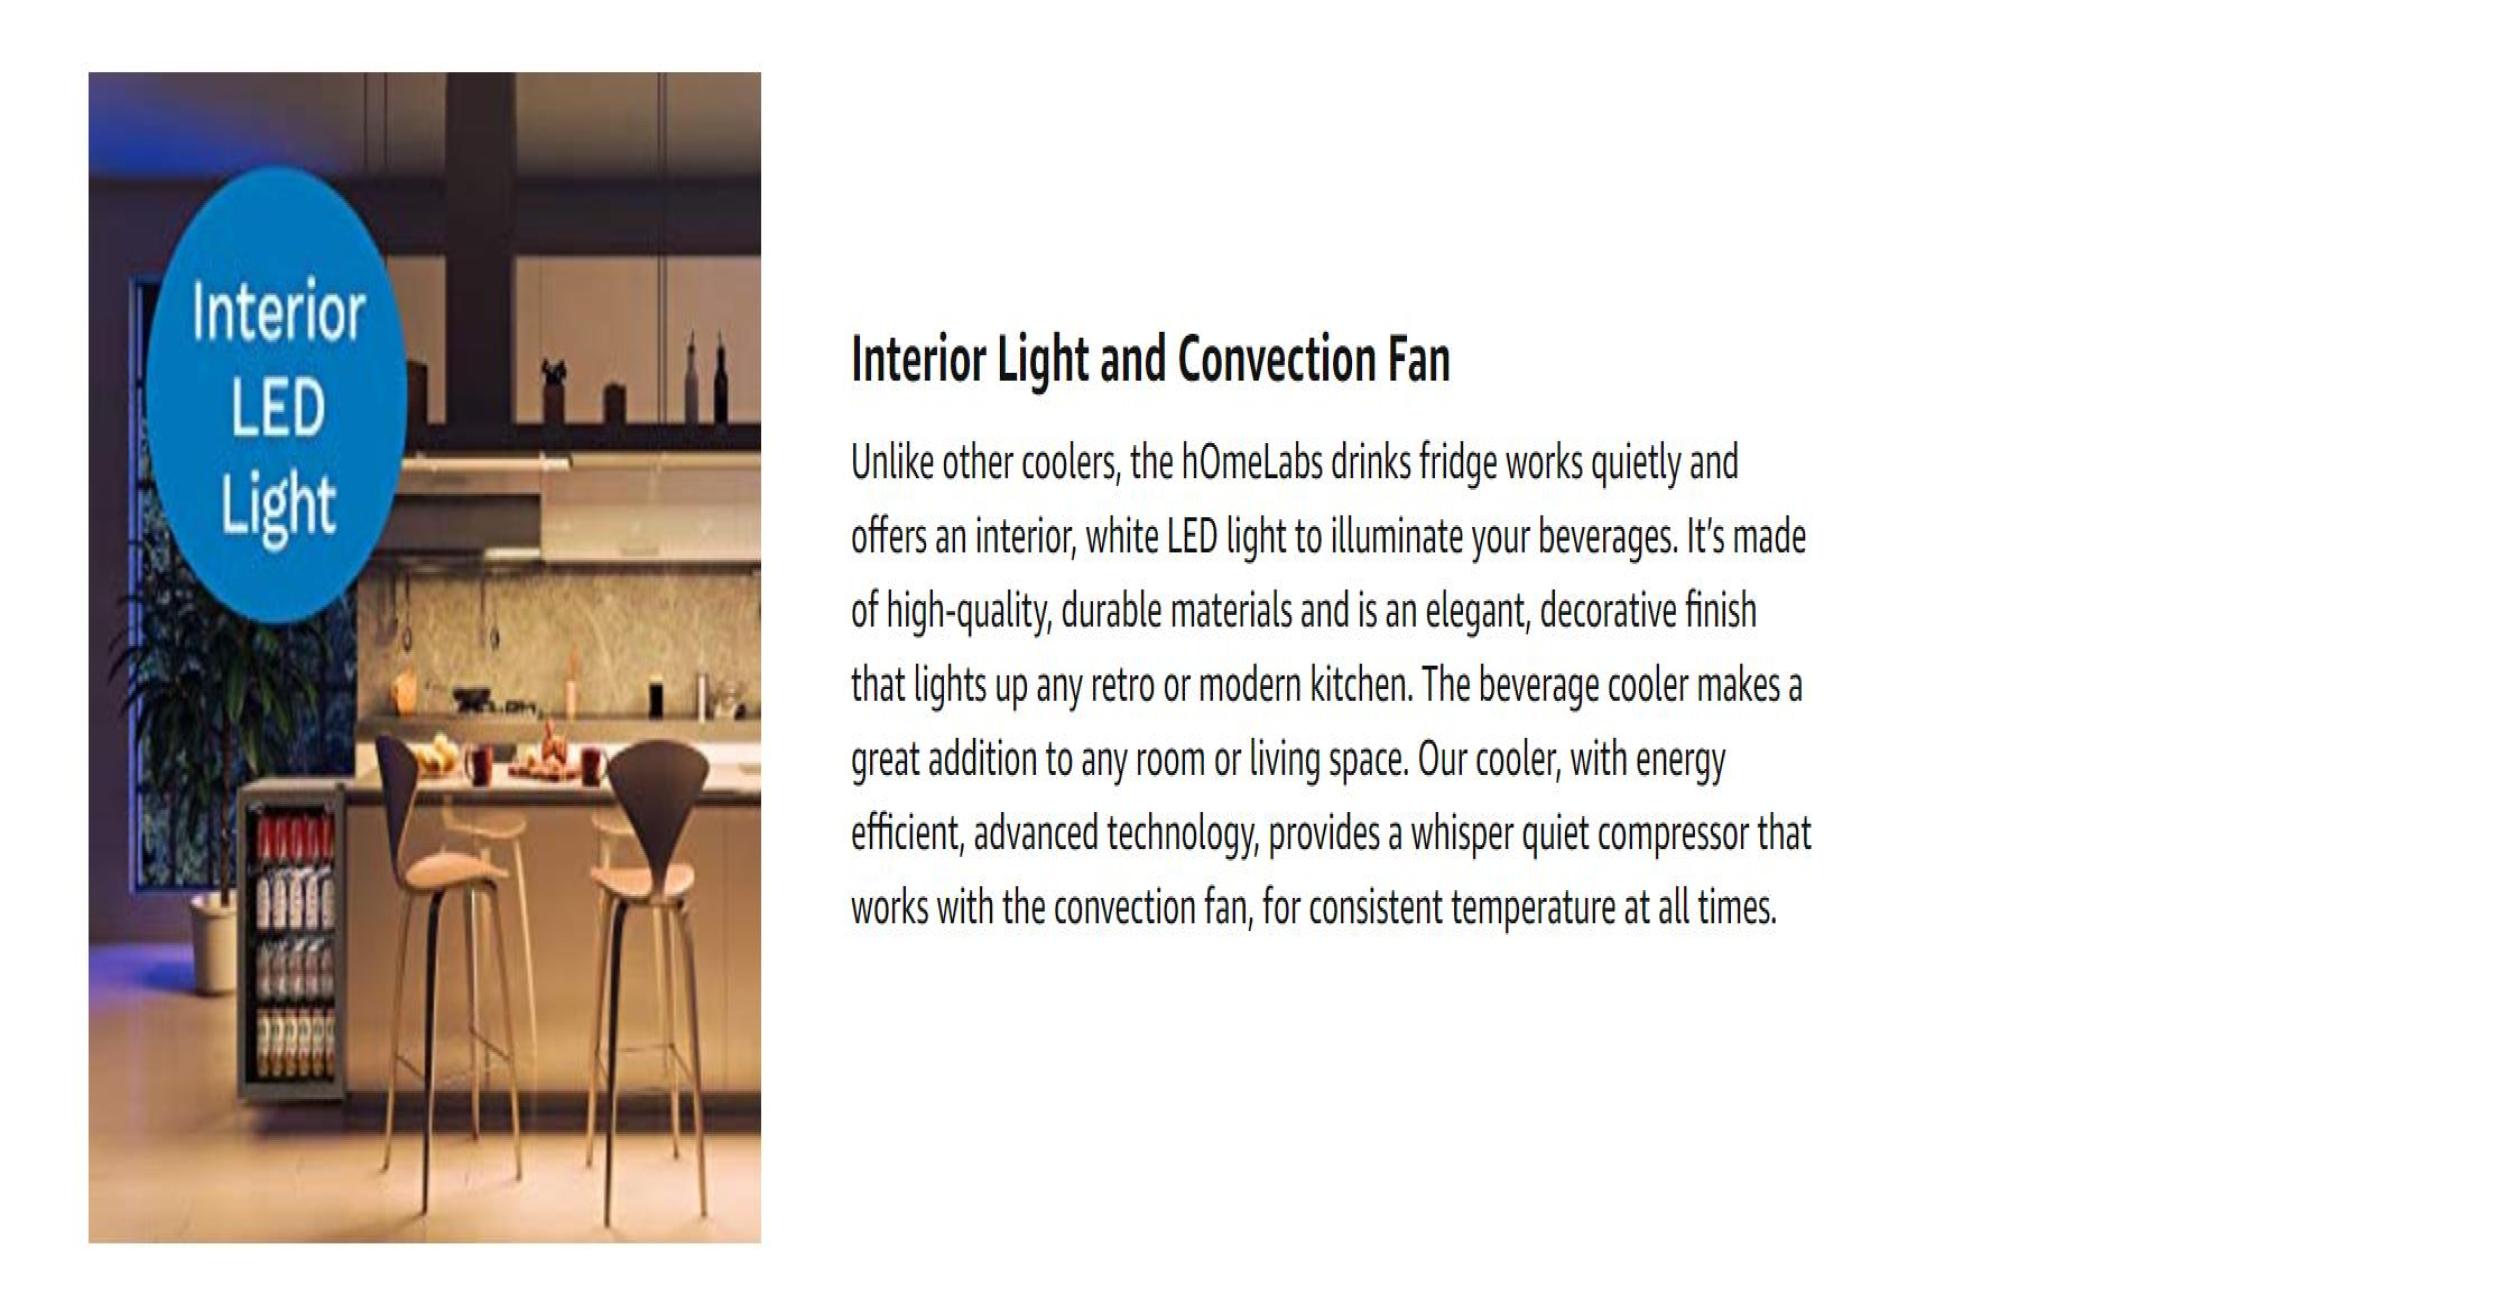 Interior
LED
Light
Interior Light and Convection Fan
Unlike other coolers, the hOmeLabs drinks fridge works quietly and
offers an interior, white LED light to illuminate your beverages. It’s made
of high-quality, durable materials and is an elegant, decorative finish
that lights up any retro or modern kitchen. The beverage cooler makes a
great addition to any room or living space. Our cooler, with energy
efficient, advanced technology, provides a whisper quiet compressor that
works with the convection fan, for consistent temperature at all times.